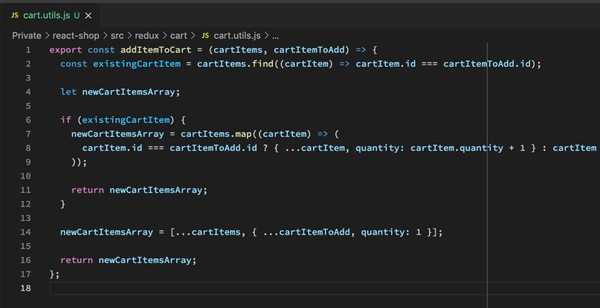 JS cart.utils.js U ×
Private > react-shop > src > redux > cart > JS cart.utils.js > ...
1 export const addItemToCart = (cartItems, cartItemToAdd) => {
2   const existingCartItem = cartItems.find((cartItem) => cartItem.id === cartItemToAdd.id);
3
4   let newCartItemsArray;
5
6   if (existingCartItem) {
7     newCartItemsArray = cartItems.map((cartItem) => (
8       cartItem.id === cartItemToAdd.id ? { ...cartItem, quantity: cartItem.quantity + 1 } : cartItem
9     ));
10
11     return newCartItemsArray;
12   }
13
14   newCartItemsArray = [...cartItems, { ...cartItemToAdd, quantity: 1 }];
15
16   return newCartItemsArray;
17 };
18